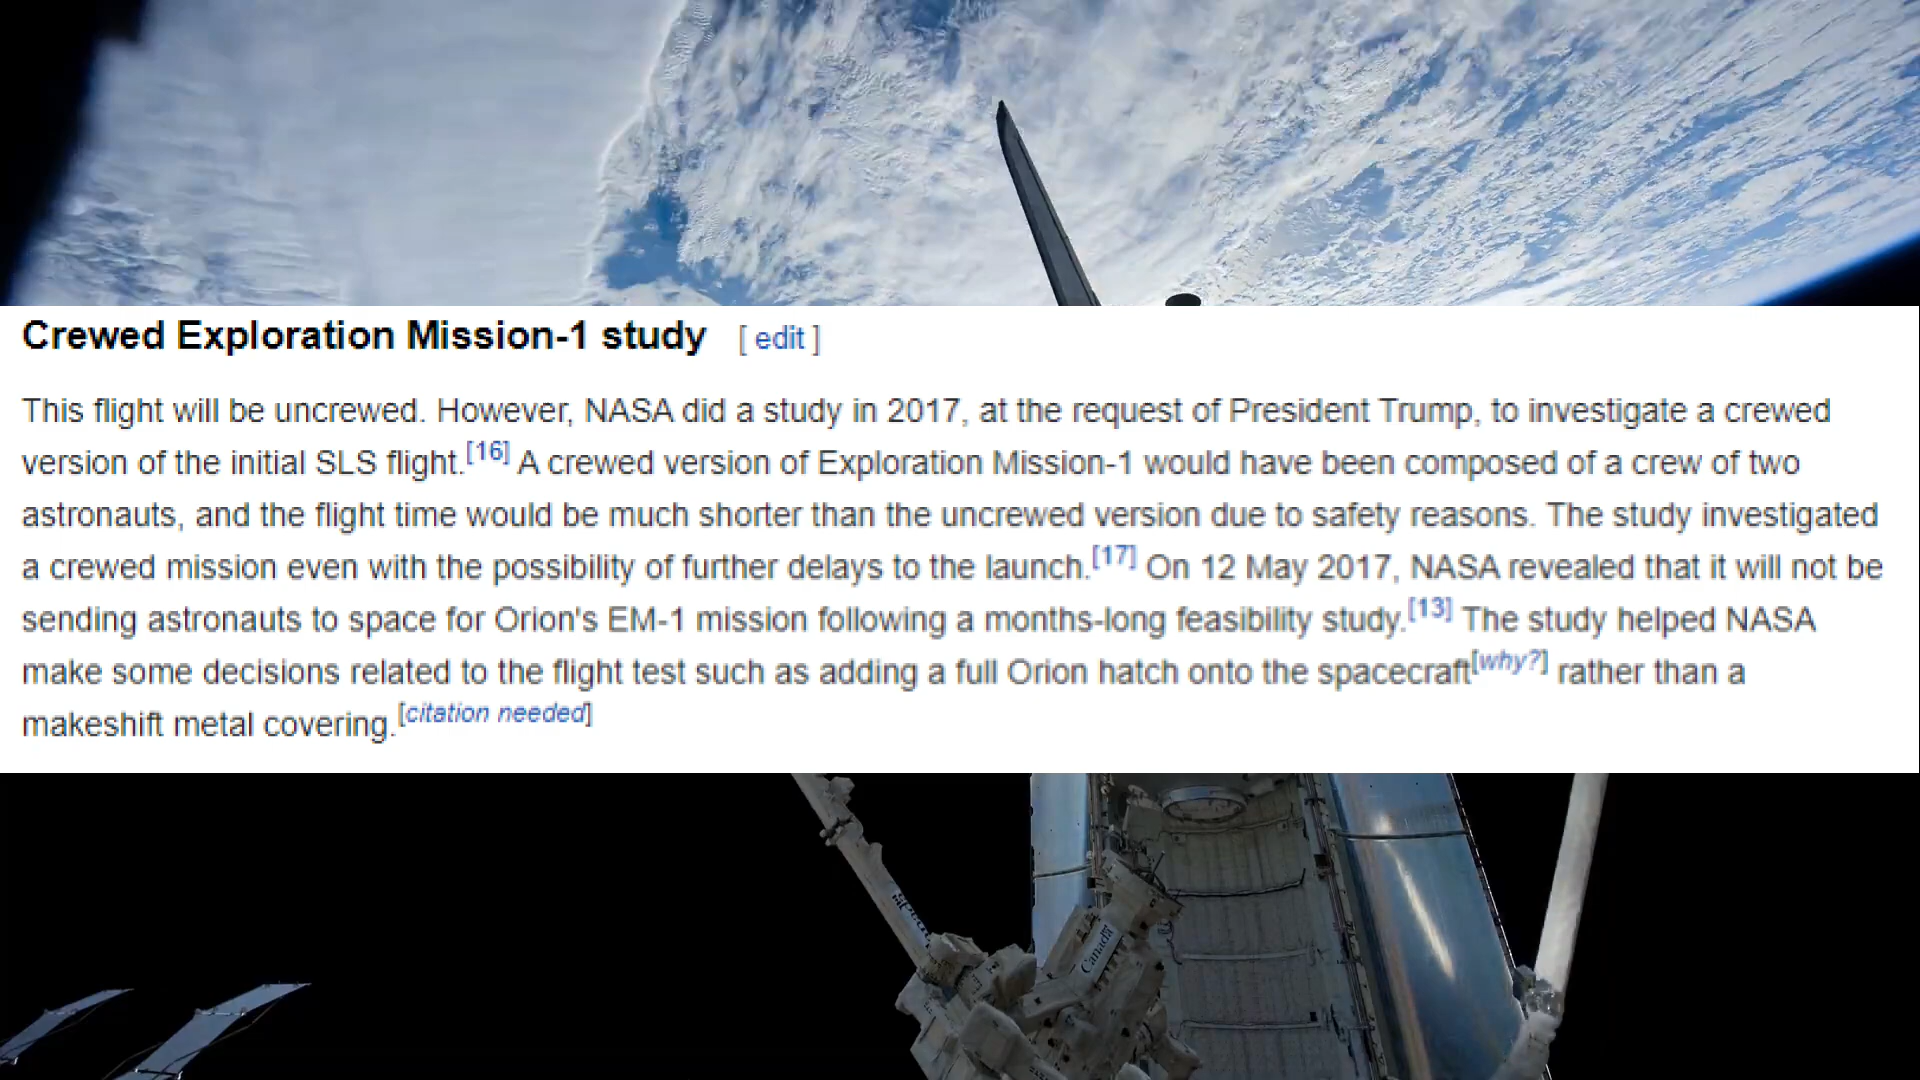 Crewed Exploration Mission-1 study [ edit ]
This flight will be uncrewed. However, NASA did a study in 2017, at the request of President Trump, to investigate a crewed
version of the initial SLS flight.[16] A crewed version of Exploration Mission-1 would have been composed of a crew of two
astronauts, and the flight time would be much shorter than the uncrewed version due to safety reasons. The study investigated
a crewed mission even with the possibility of further delays to the launch.[17] On 12 May 2017, NASA revealed that it will not be
sending astronauts to space for Orion's EM-1 mission following a months-long feasibility study.[13] The study helped NASA
make some decisions related to the flight test such as adding a full Orion hatch onto the spacecraft[why?] rather than a
makeshift metal covering.[citation needed]
Canada